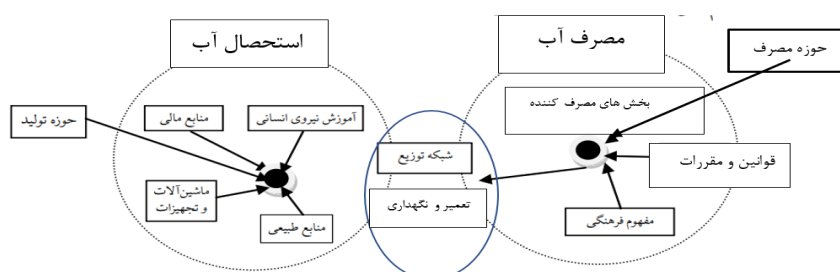 مصرف آب
استحصال آب
حوزه مصرف
بخش های مصرف کننده
قوانین و مقررات
مفهوم فرهنگی
شبکه توزیع
تعمیر و نگهداری
آموزش نیروی انسانی
منابع مالی
حوزه تولید
ماشین‌آلات
و تجهیزات
منابع طبیعی